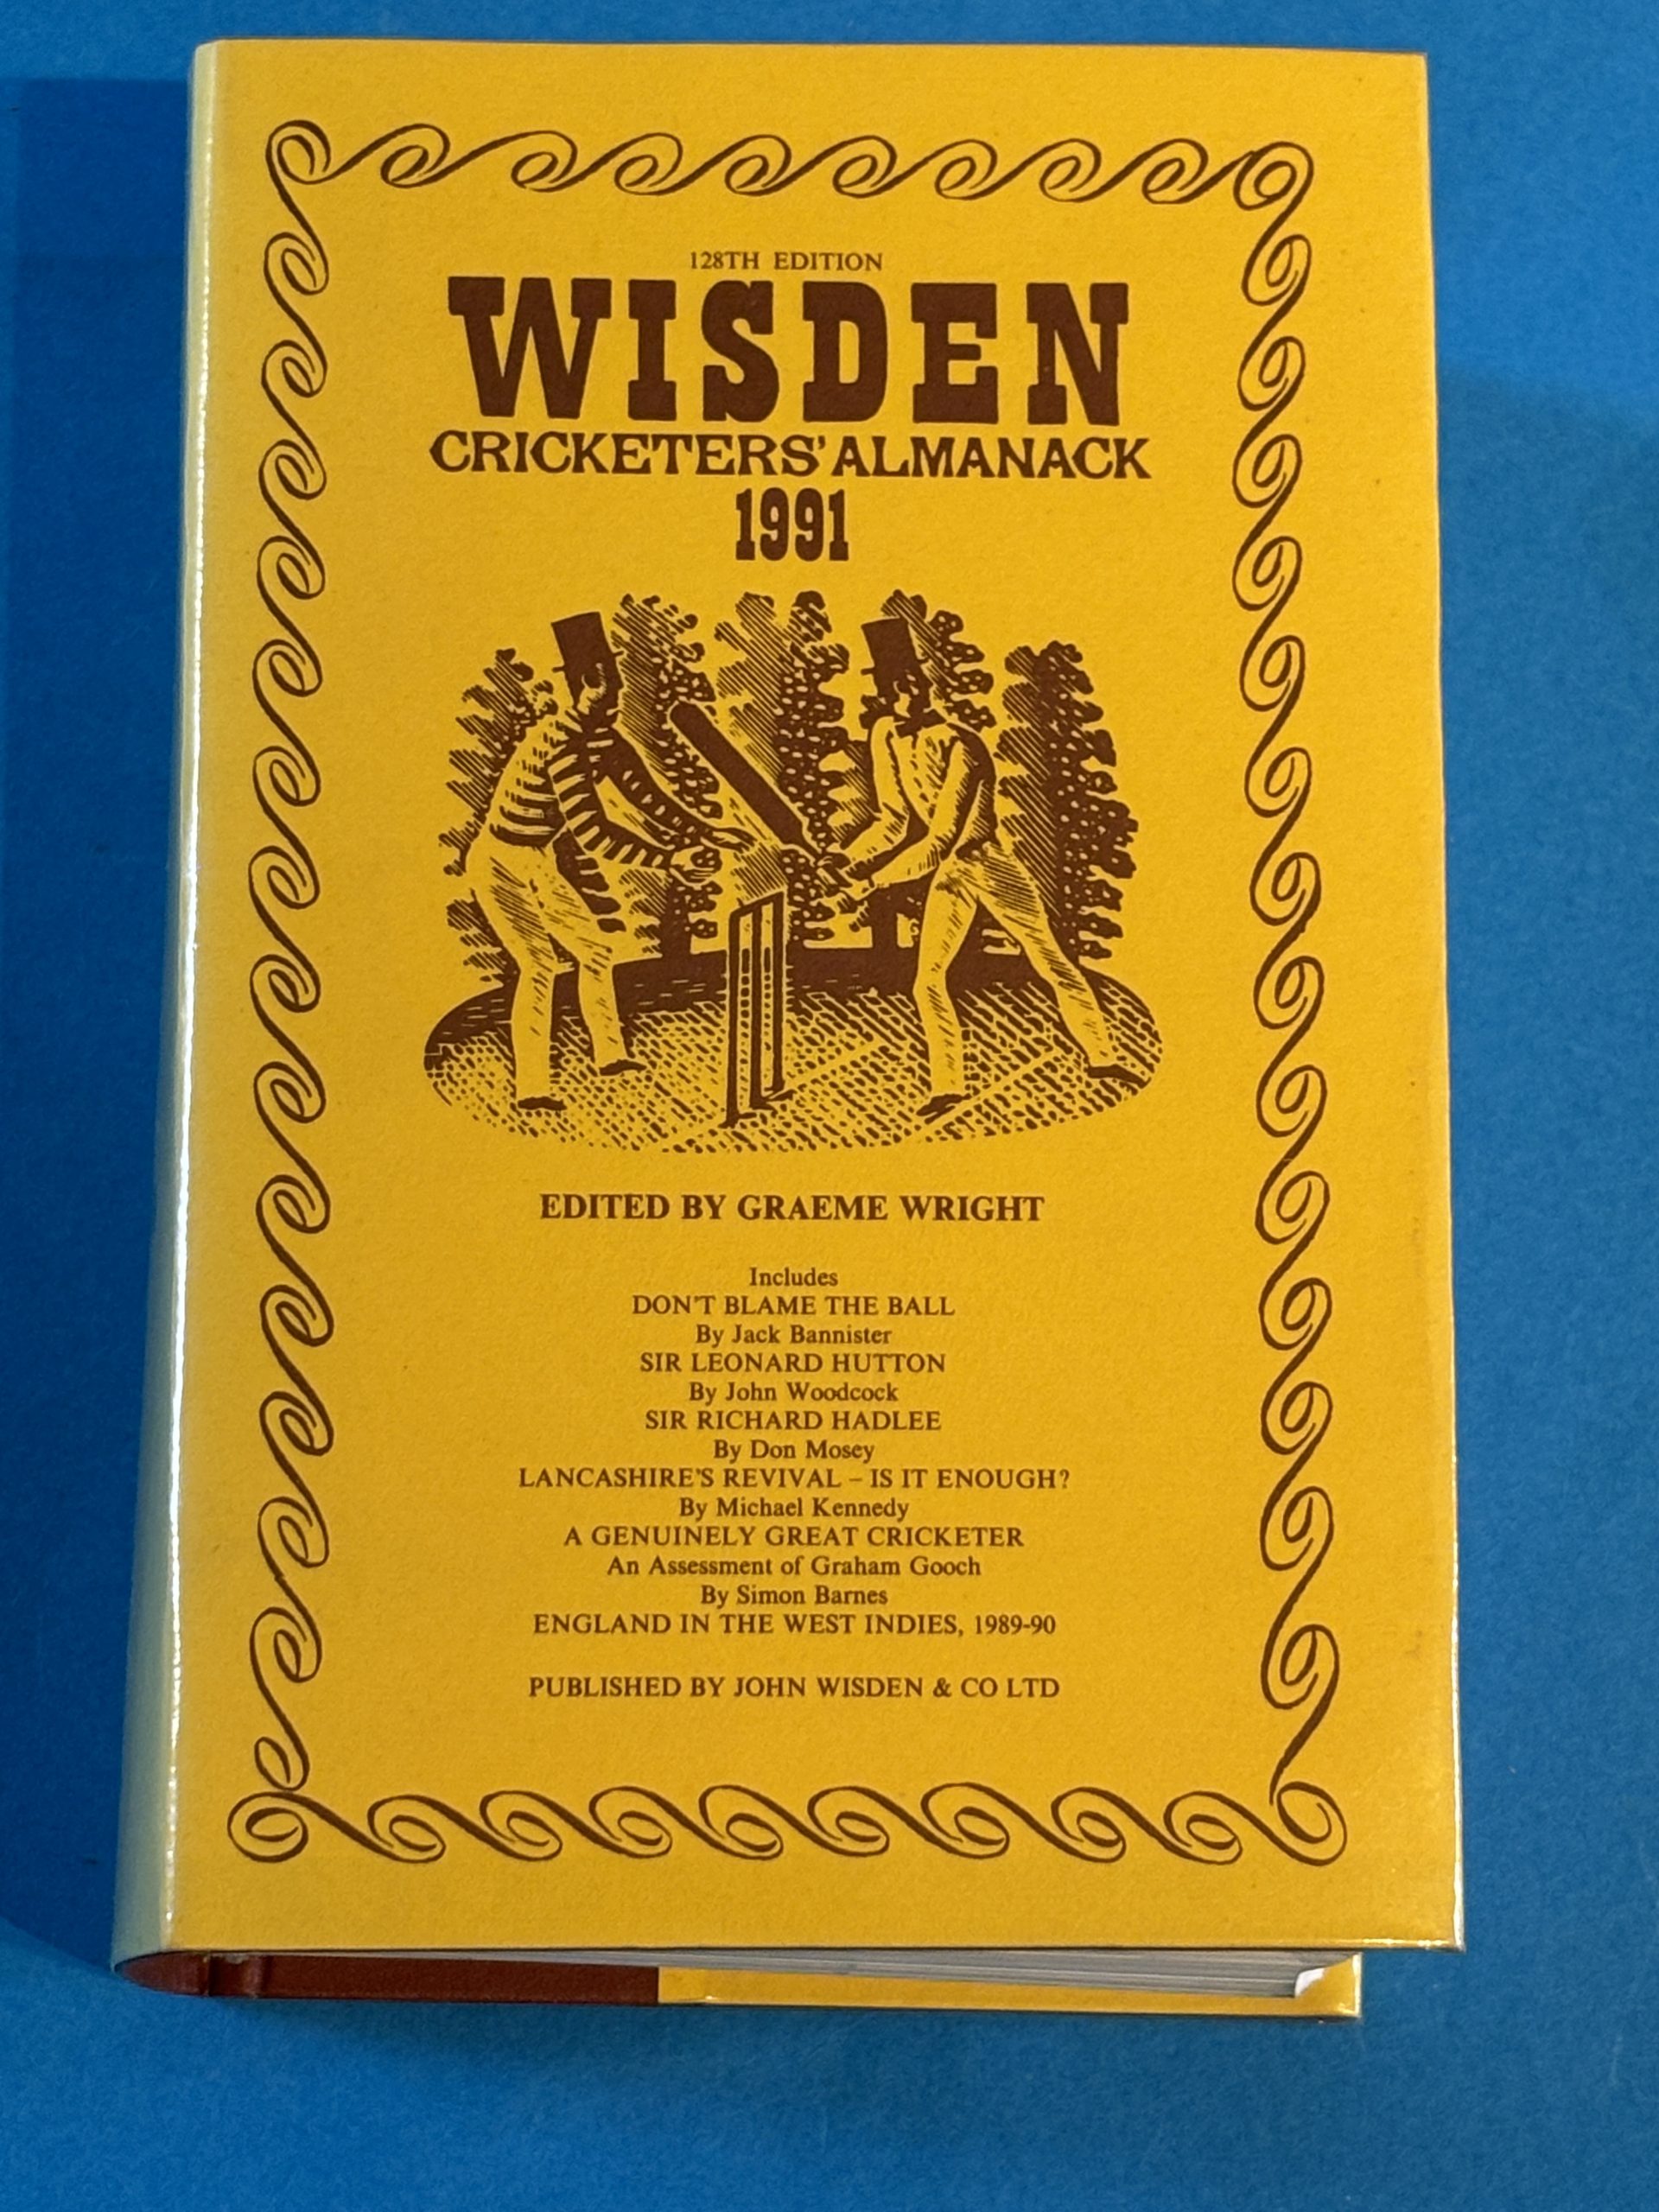 128TH EDITION
WISDEN
CRICKETERS' ALMANACK
1991
EDITED BY GRAEME WRIGHT
Includes
DON'T BLAME THE BALL
By Jack Bannister
SIR LEONARD HUTTON
By John Woodcock
SIR RICHARD HADLEE
By Don Mosey
LANCASHIRE'S REVIVAL – IS IT ENOUGH?
By Michael Kennedy
A GENUINELY GREAT CRICKETER
An Assessment of Graham Gooch
By Simon Barnes
ENGLAND IN THE WEST INDIES, 1989-90
PUBLISHED BY JOHN WISDEN & CO LTD